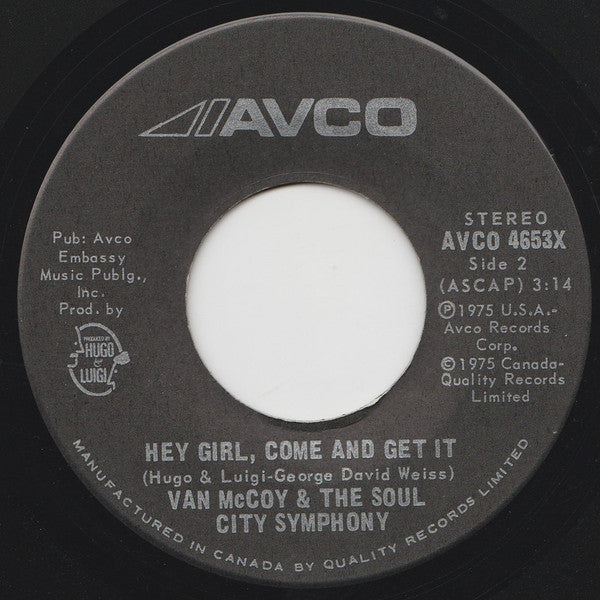 AVCO
Pub: Avco
Embassy
Music Publg.,
Inc.
Prod. by
PRODUCED BY
HUGO
&
LUIGI
STEREO
AVCO 4653X
Side 2
(ASCAP) 3:14
℗1975 U.S.A.-
Avco Records
Corp.
©1975 Canada-
Quality Records
Limited
HEY GIRL, COME AND GET IT
(Hugo & Luigi-George David Weiss)
VAN McCOY & THE SOUL
CITY SYMPHONY
MANUFACTURED IN CANADA BY QUALITY RECORDS LIMITED